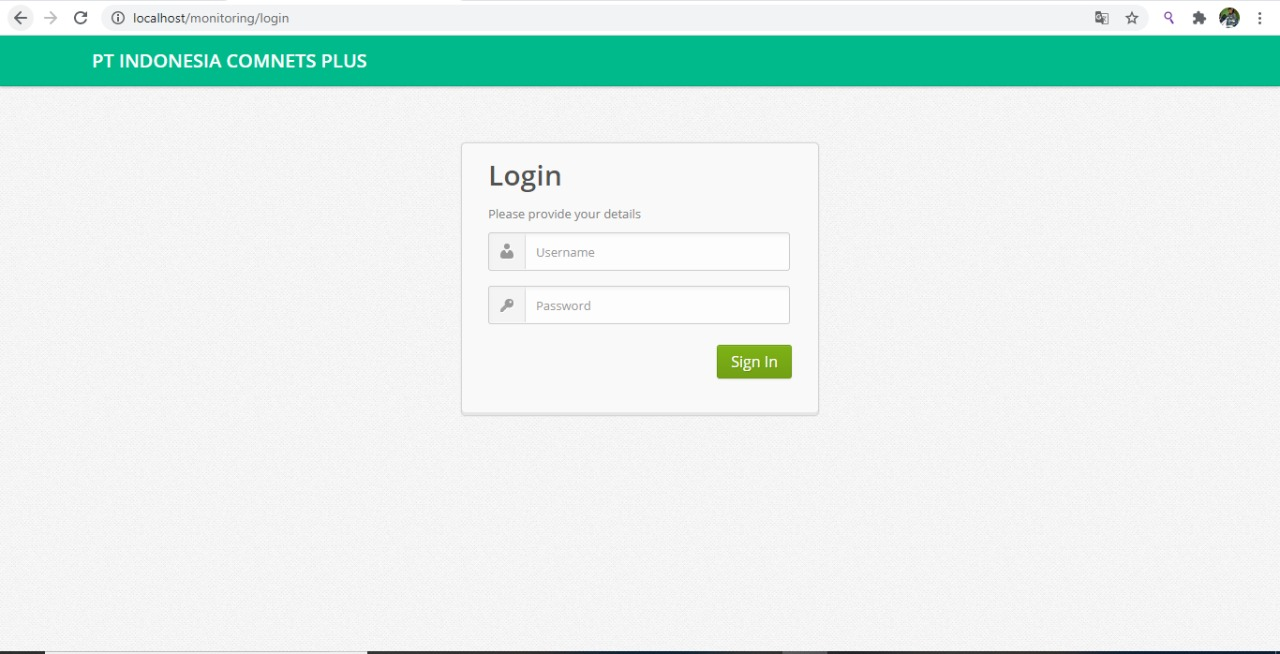 localhost/monitoring/login
PT INDONESIA COMNETS PLUS
Login
Please provide your details
Username
Password
Sign In